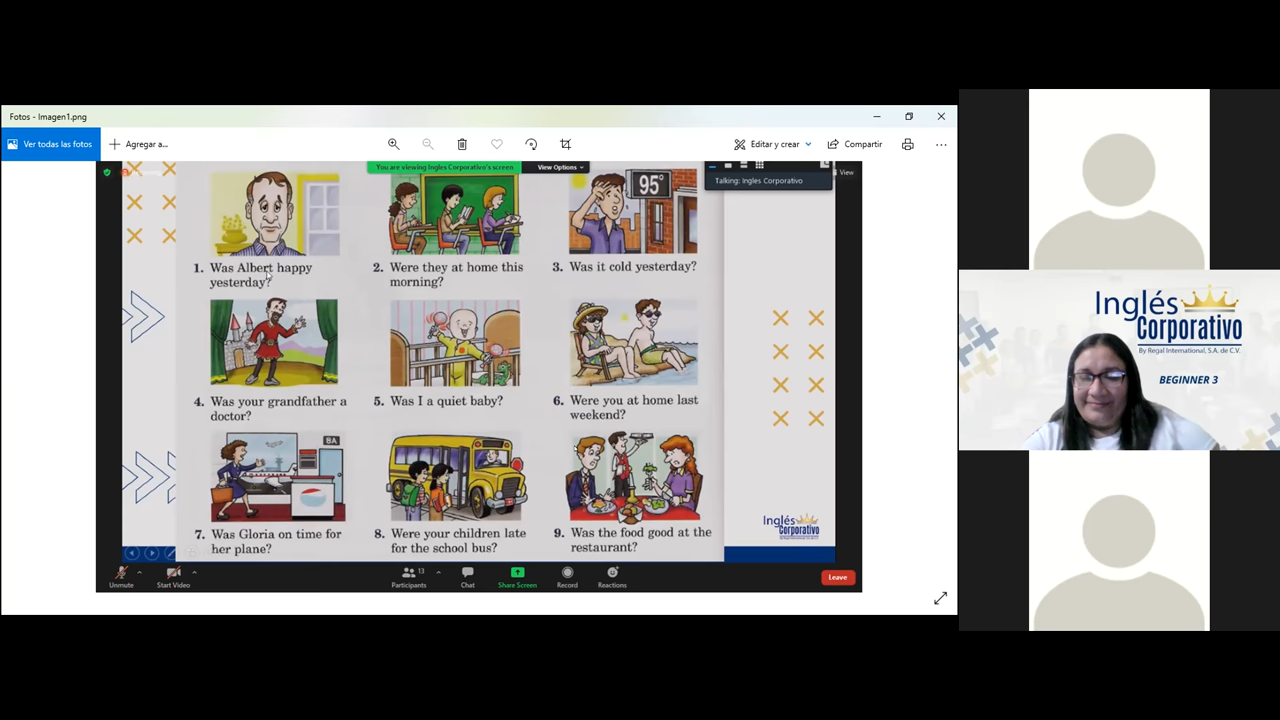 Fotos - Imagen1.png
Ver todas las fotos
Agregar a...
Editar y crear
Compartir
You are viewing Ingles Corporativo's screen
View Options
Talking: Ingles Corporativo
View
95°
1. Was Albert happy
yesterday?
2. Were they at home this
morning?
3. Was it cold yesterday?
4. Was your grandfather a
doctor?
5. Was I a quiet baby?
6. Were you at home last
weekend?
8A
7. Was Gloria on time for
her plane?
8. Were your children late
for the school bus?
9. Was the food good at the
restaurant?
Inglés
Corporativo
Unmute
Start Video
Participants
13
Chat
Share Screen
Record
Reactions
Leave
Inglés
Corporativo
By Regal International, S.A. de C.V.
BEGINNER 3